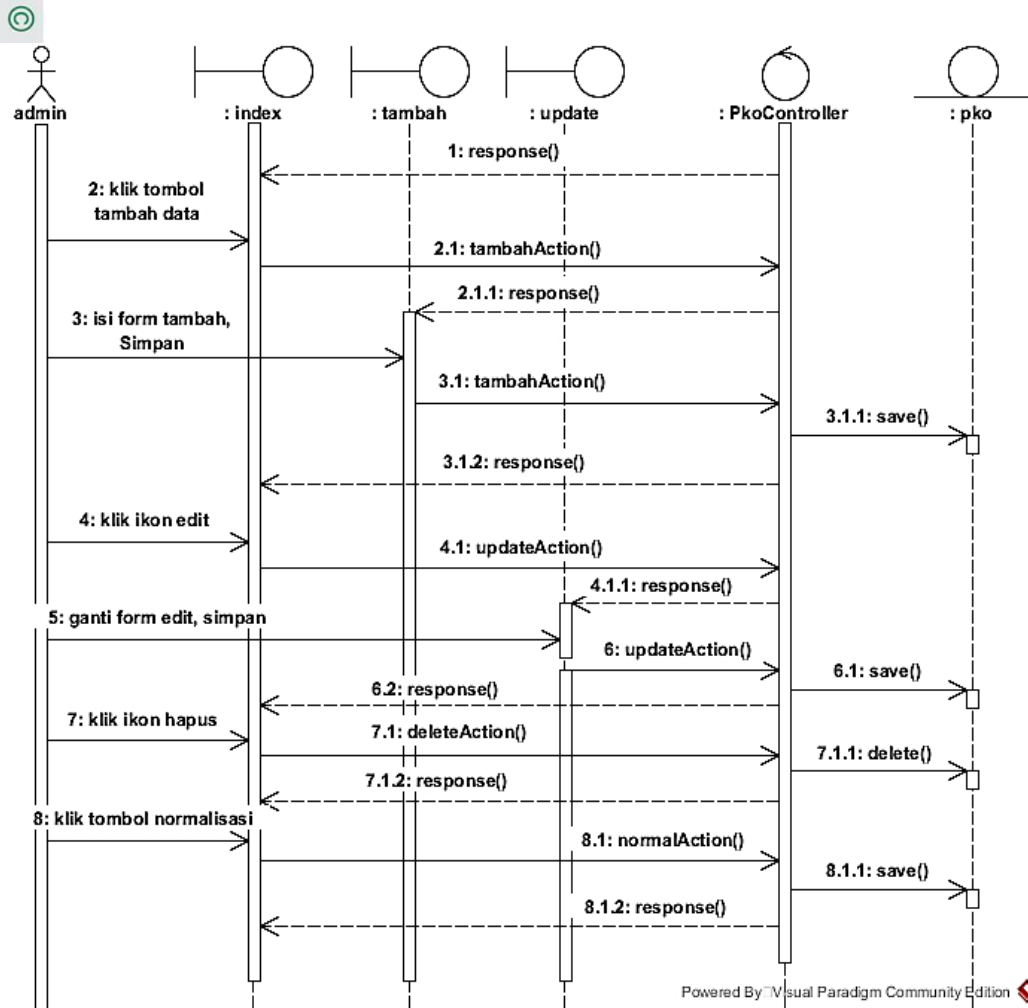 ©
admin
: index
: tambah
: update
: PkoController
: pko
1: response()
2: klik tombol
tambah data
2.1: tambahAction()
2.1.1: response()
3: isi form tambah,
Simpan
3.1: tambahAction()
3.1.1: save()
3.1.2: response()
4: klik ikon edit
4.1: updateAction()
4.1.1: response()
5: ganti form edit, simpan
6: updateAction()
6.1: save()
6.2: response()
7: klik ikon hapus
7.1: deleteAction()
7.1.1: delete()
7.1.2: response()
8: klik tombol normalisasi
8.1: normalAction()
8.1.1: save()
8.1.2: response()
Powered By Visual Paradigm Community Edition